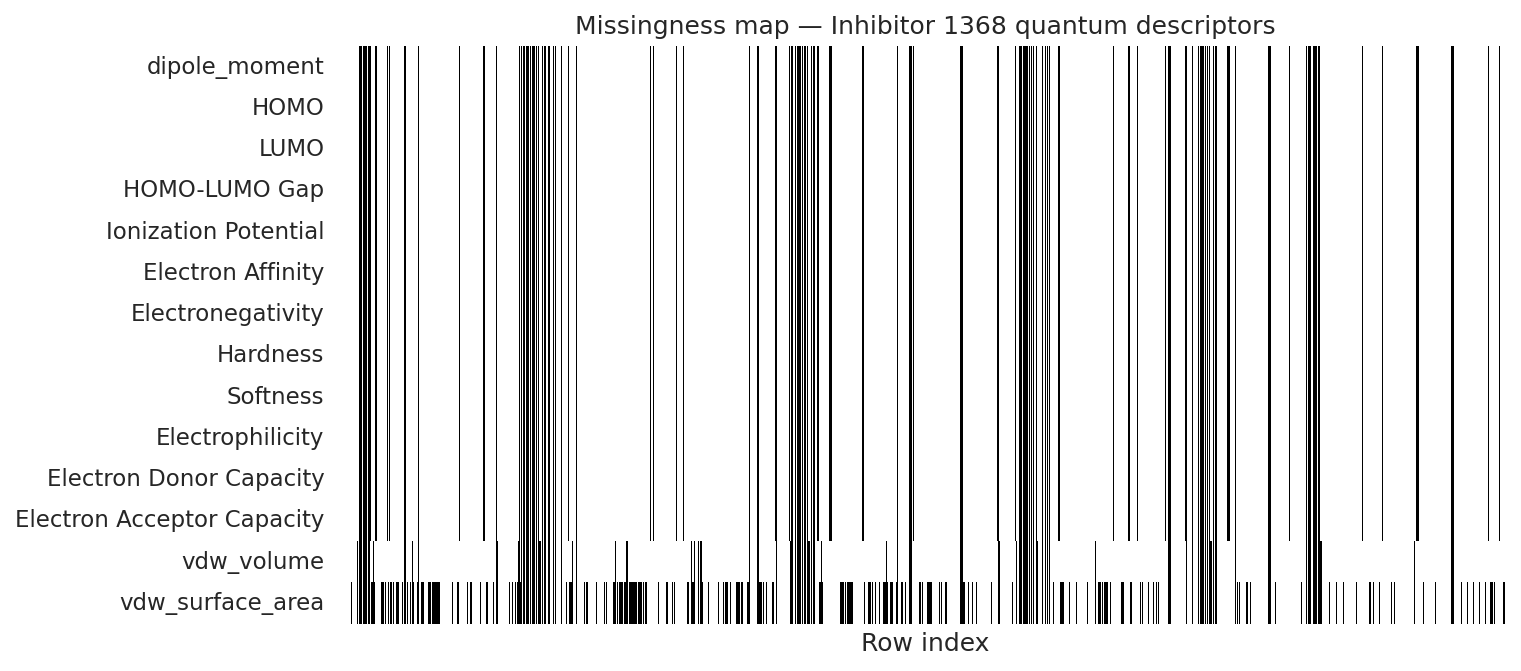 Missingness map — Inhibitor 1368 quantum descriptors
dipole_moment
HOMO
LUMO
HOMO-LUMO Gap
Ionization Potential
Electron Affinity
Electronegativity
Hardness
Softness
Electrophilicity
Electron Donor Capacity
Electron Acceptor Capacity
vdw_volume
vdw_surface_area
Row index